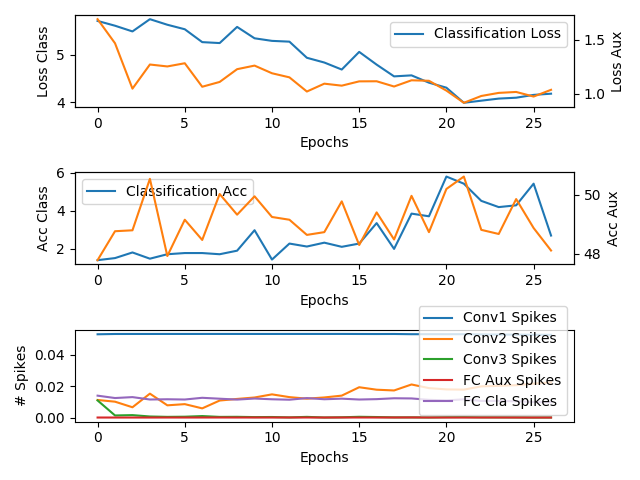 Loss Class
5
4
Classification Loss
1.5
1.0
Loss Aux
0 5 10 15 20 25
Epochs
Acc Class
6
4
2
Classification Acc
50
48
Acc Aux
0 5 10 15 20 25
Epochs
# Spikes
0.04
0.02
0.00
Conv1 Spikes
Conv2 Spikes
Conv3 Spikes
FC Aux Spikes
FC Cla Spikes
0 5 10 15 20 25
Epochs